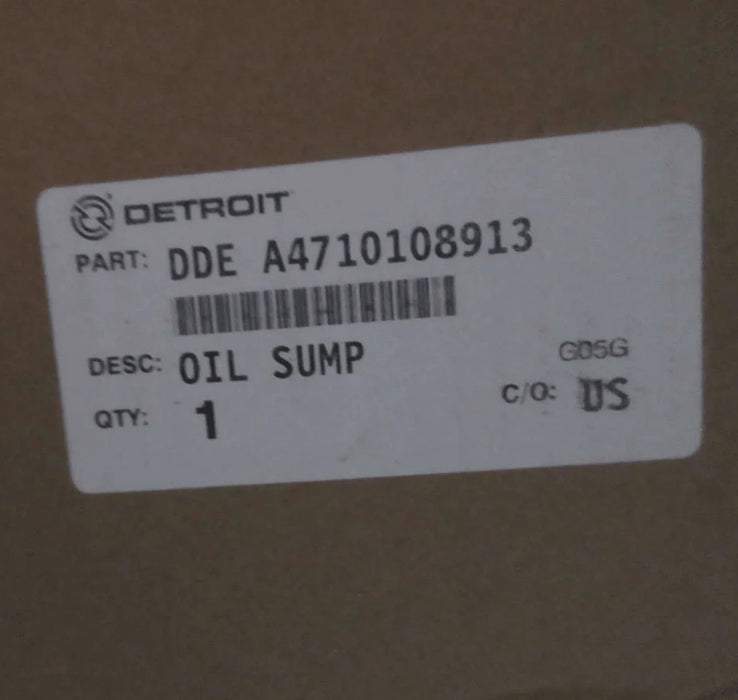 DETROIT
PART: DDE A4710108913
DESC: OIL SUMP
G05G
QTY: 1
C/O: US